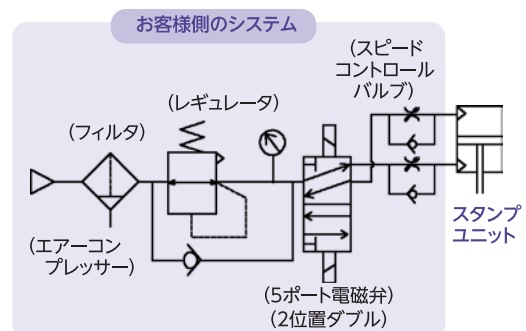 お客様側のシステム
(スピード
コントロール
バルブ)
(レギュレータ)
(フィルタ)
スタンプ
ユニット
(エアーコン
プレッサー)
(5ポート電磁弁)
(2位置ダブル)